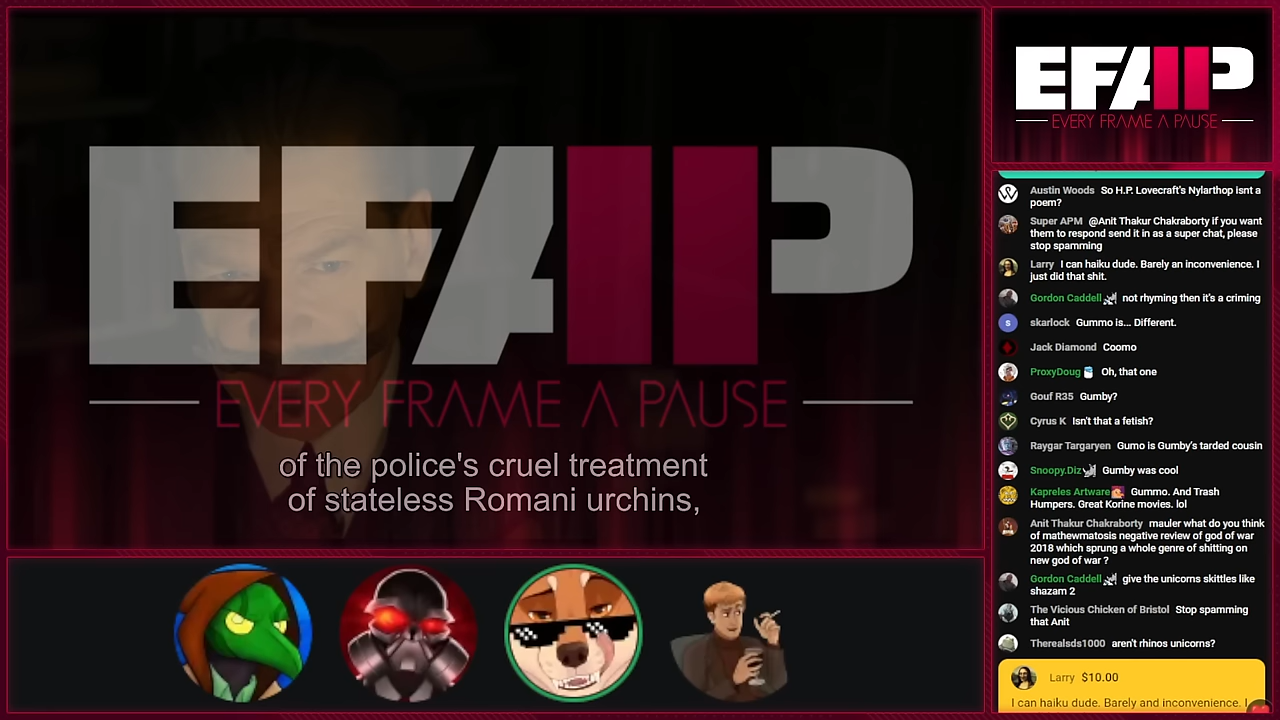 EFAP
EVERY FRAME A PAUSE
of the police's cruel treatment
of stateless Romani urchins,
EFAP
EVERY FRAME A PAUSE
Austin Woods So H.P. Lovecraft's Nylarthop isnt a
poem?
Super APM @Anit Thakur Chakraborty if you want
them to respond send it in as a super chat, please
stop spamming
Larry I can haiku dude. Barely an inconvenience. I
just did that shit.
Gordon Caddell not rhyming then it's a criming
S
skarlock Gummo is... Different.
Jack Diamond Coomo
ProxyDoug Oh, that one
Gouf R35 Gumby?
Cyrus K Isn't that a fetish?
Raygar Targaryen Gumo is Gumby's tarded cousin
Snoopy.Diz Gumby was cool
Kapreles Artware Gummo. And Trash
Humpers. Great Korine movies. lol
Anit Thakur Chakraborty mauler what do you think
of mathewmatosis negative review of god of war
2018 which sprung a whole genre of shitting on
new god of war ?
Gordon Caddell give the unicorns skittles like
shazam 2
The Vicious Chicken of Bristol Stop spamming
that Anit
Therealsds1000 aren't rhinos unicorns?
Larry $10.00
I can haiku dude. Barely and inconvenience. I